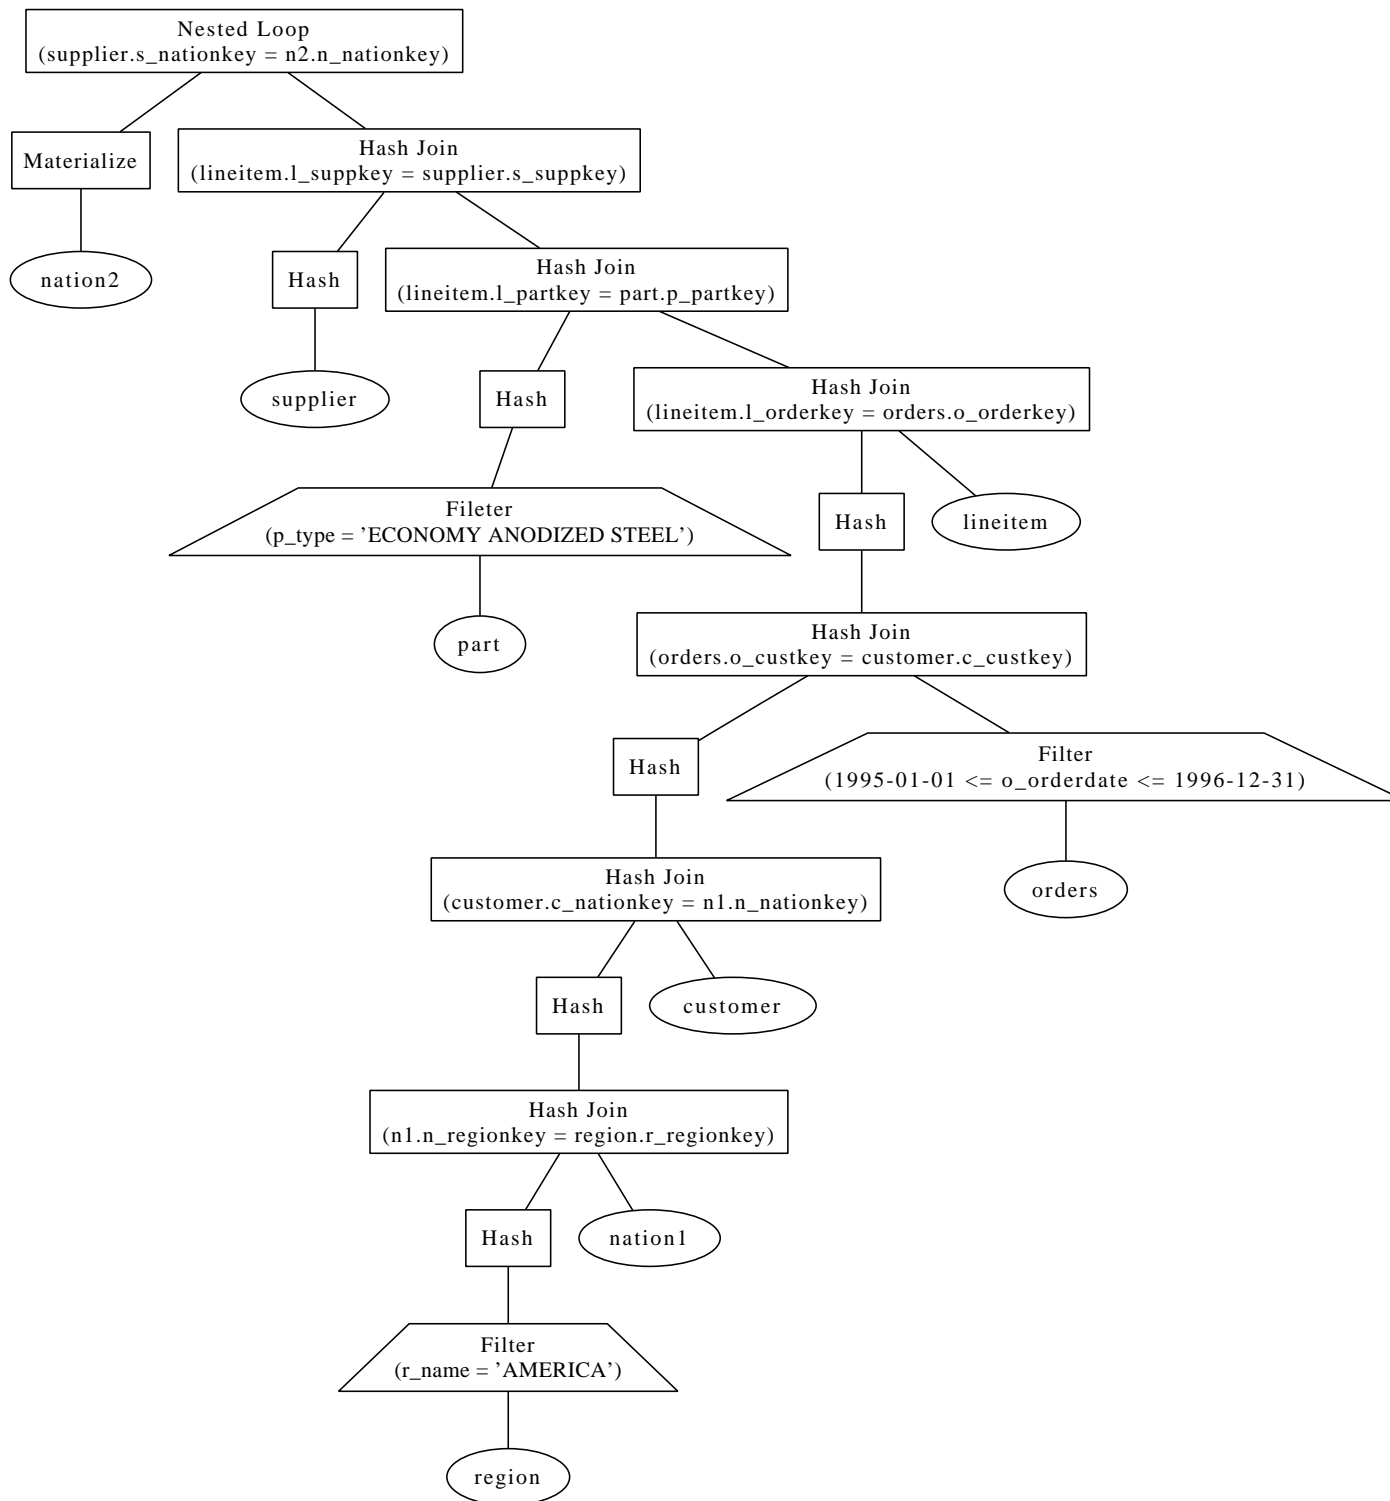 Nested Loop
(supplier.s_nationkey = n2.n_nationkey)
Materialize
Hash Join
(lineitem.l_suppkey = supplier.s_suppkey)
nation2
Hash
Hash Join
(lineitem.l_partkey = part.p_partkey)
supplier
Hash
Hash Join
(lineitem.l_orderkey = orders.o_orderkey)
Fileter
(p_type = ’ECONOMY ANODIZED STEEL’)
Hash
lineitem
part
Hash Join
(orders.o_custkey = customer.c_custkey)
Hash
Filter
(1995-01-01 <= o_orderdate <= 1996-12-31)
Hash Join
(customer.c_nationkey = n1.n_nationkey)
orders
Hash
customer
Hash Join
(n1.n_regionkey = region.r_regionkey)
Hash
nation1
Filter
(r_name = ’AMERICA’)
region